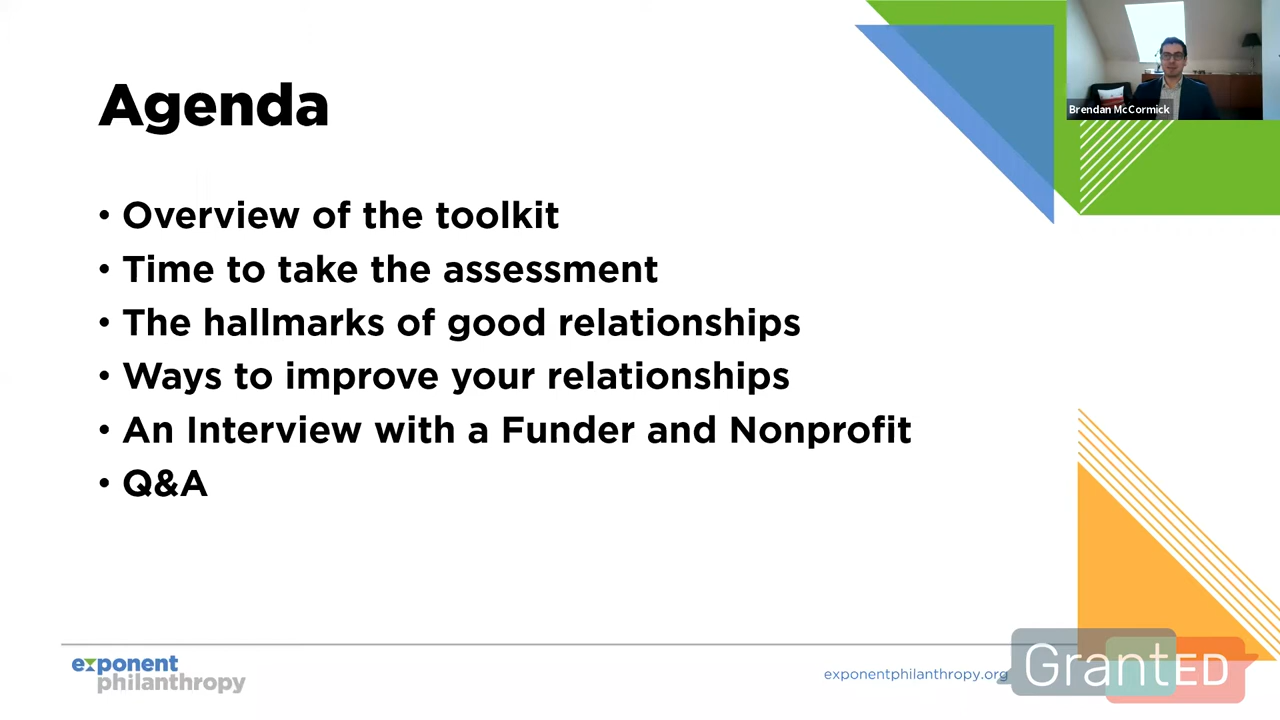 Agenda
Brendan McCormick
• Overview of the toolkit
• Time to take the assessment
• The hallmarks of good relationships
• Ways to improve your relationships
• An Interview with a Funder and Nonprofit
• Q&A
exponent
philanthropy
exponentphilanthropy.org
GrantED